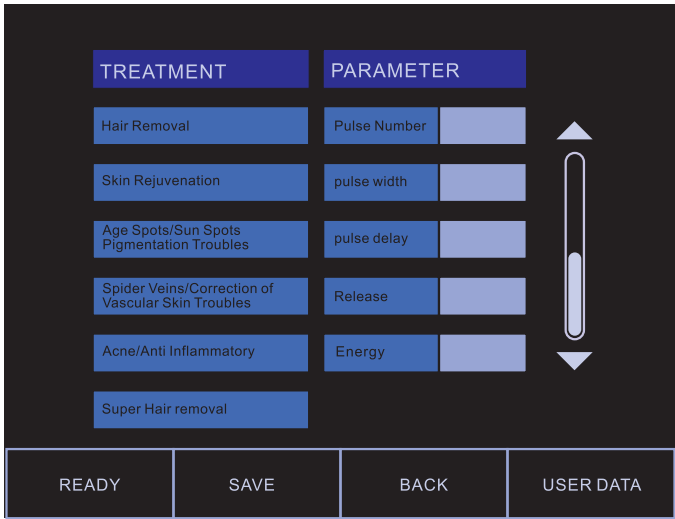 TREATMENT
PARAMETER
Hair Removal
Pulse Number
Skin Rejuvenation
pulse width
Age Spots/Sun Spots
Pigmentation Troubles
pulse delay
Spider Veins/Correction of
Vascular Skin Troubles
Release
Acne/Anti Inflammatory
Energy
Super Hair removal
READY
SAVE
BACK
USER DATA